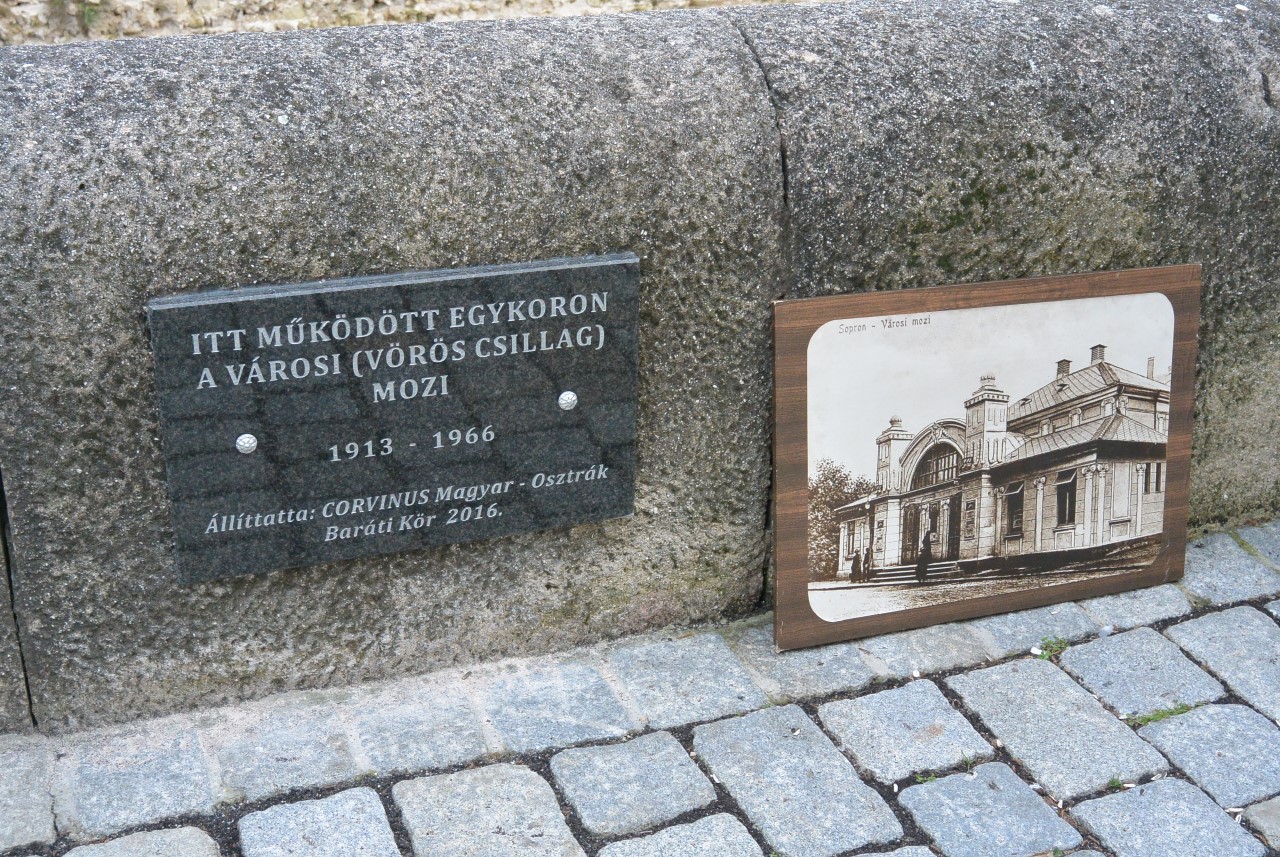 ITT MŰKÖDÖTT EGYKORON
A VÁROSI (VÖRÖS CSILLAG)
MOZI
1913 - 1966
Állíttatta: CORVINUS Magyar - Osztrák
Baráti Kör 2016.
Sopron - Városi mozi